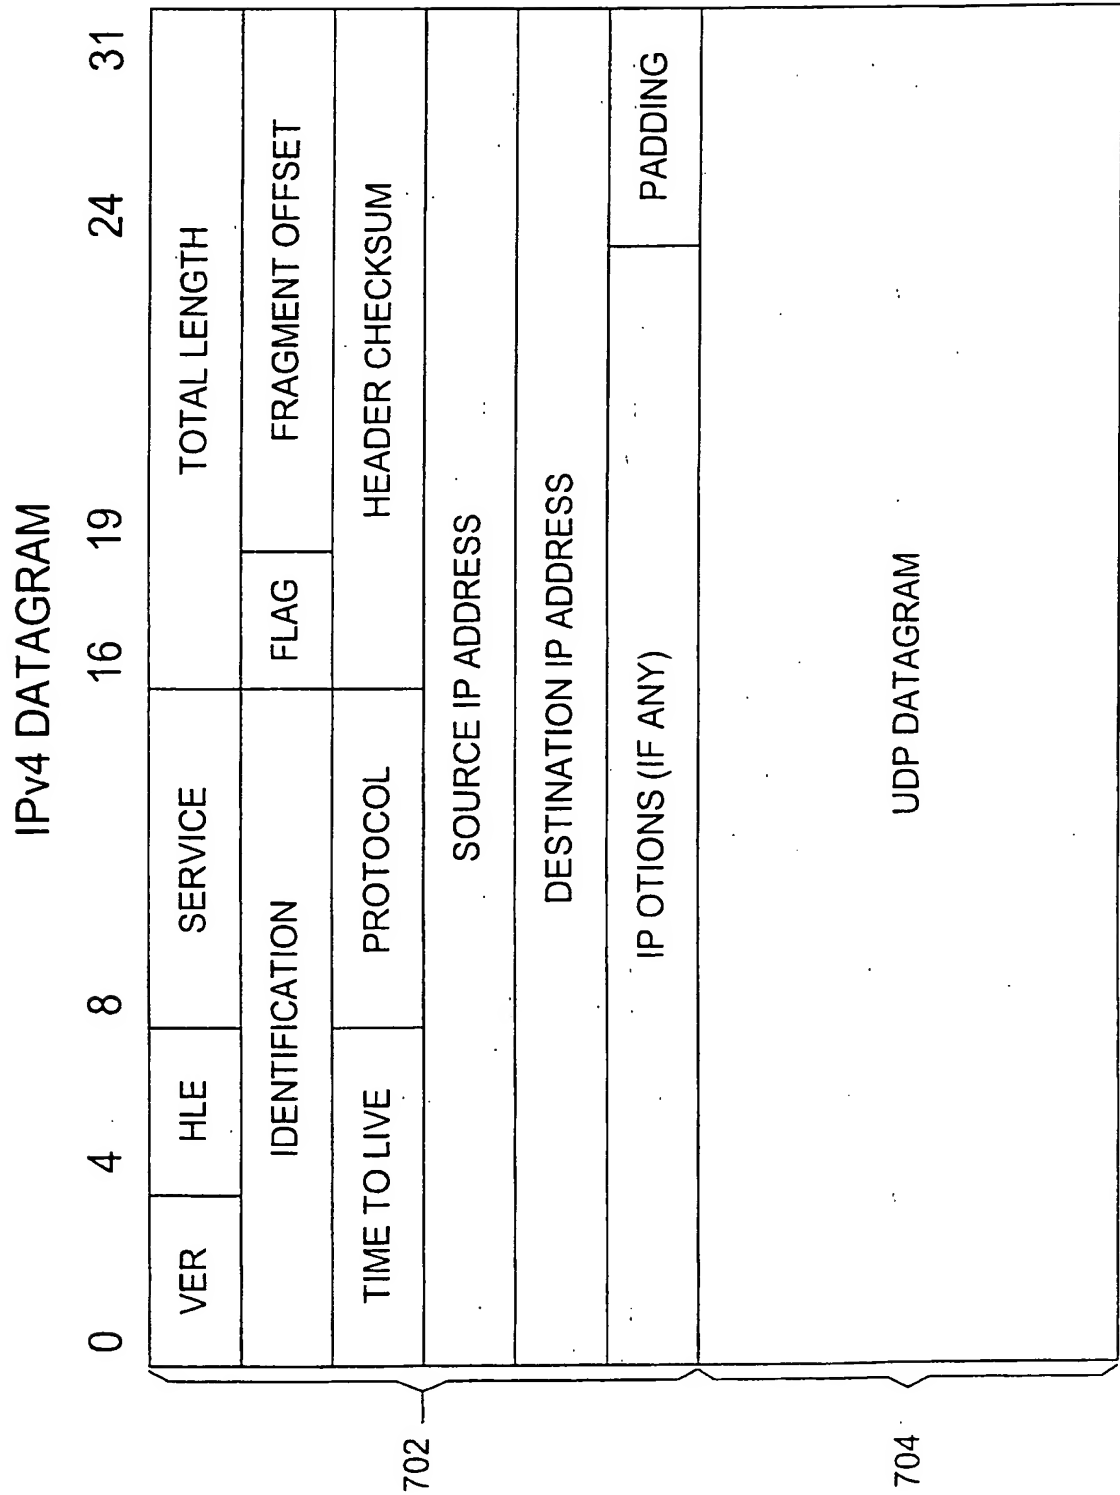 IPv4 DATAGRAM
0 4 8 16 19 24 31
VER HLE SERVICE TOTAL LENGTH
IDENTIFICATION FLAG FRAGMENT OFFSET
TIME TO LIVE PROTOCOL HEADER CHECKSUM
SOURCE IP ADDRESS
DESTINATION IP ADDRESS
IP OTIONS (IF ANY) PADDING
702
UDP DATAGRAM
704